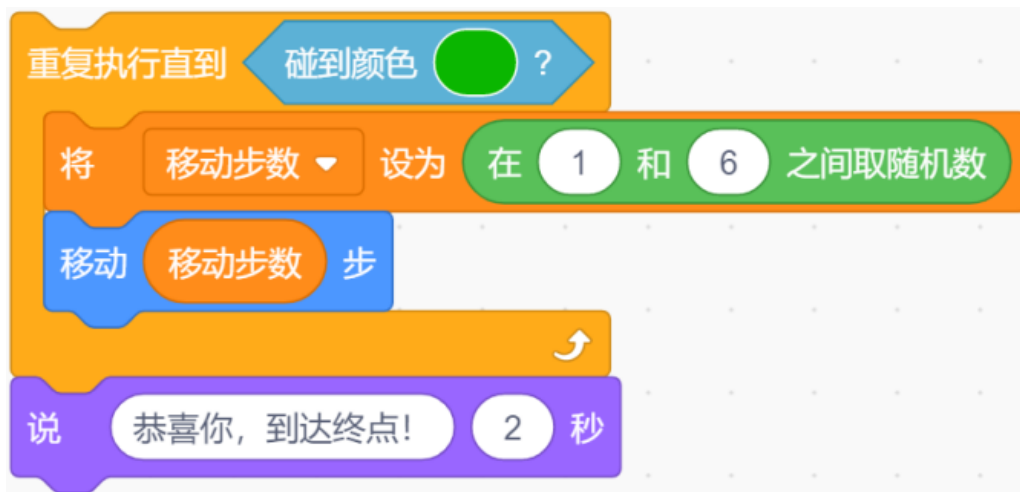 重复执行直到 碰到颜色 ?
将 移动步数 设为 在 1 和 6 之间取随机数
移动 移动步数 步
说 恭喜你，到达终点！ 2 秒